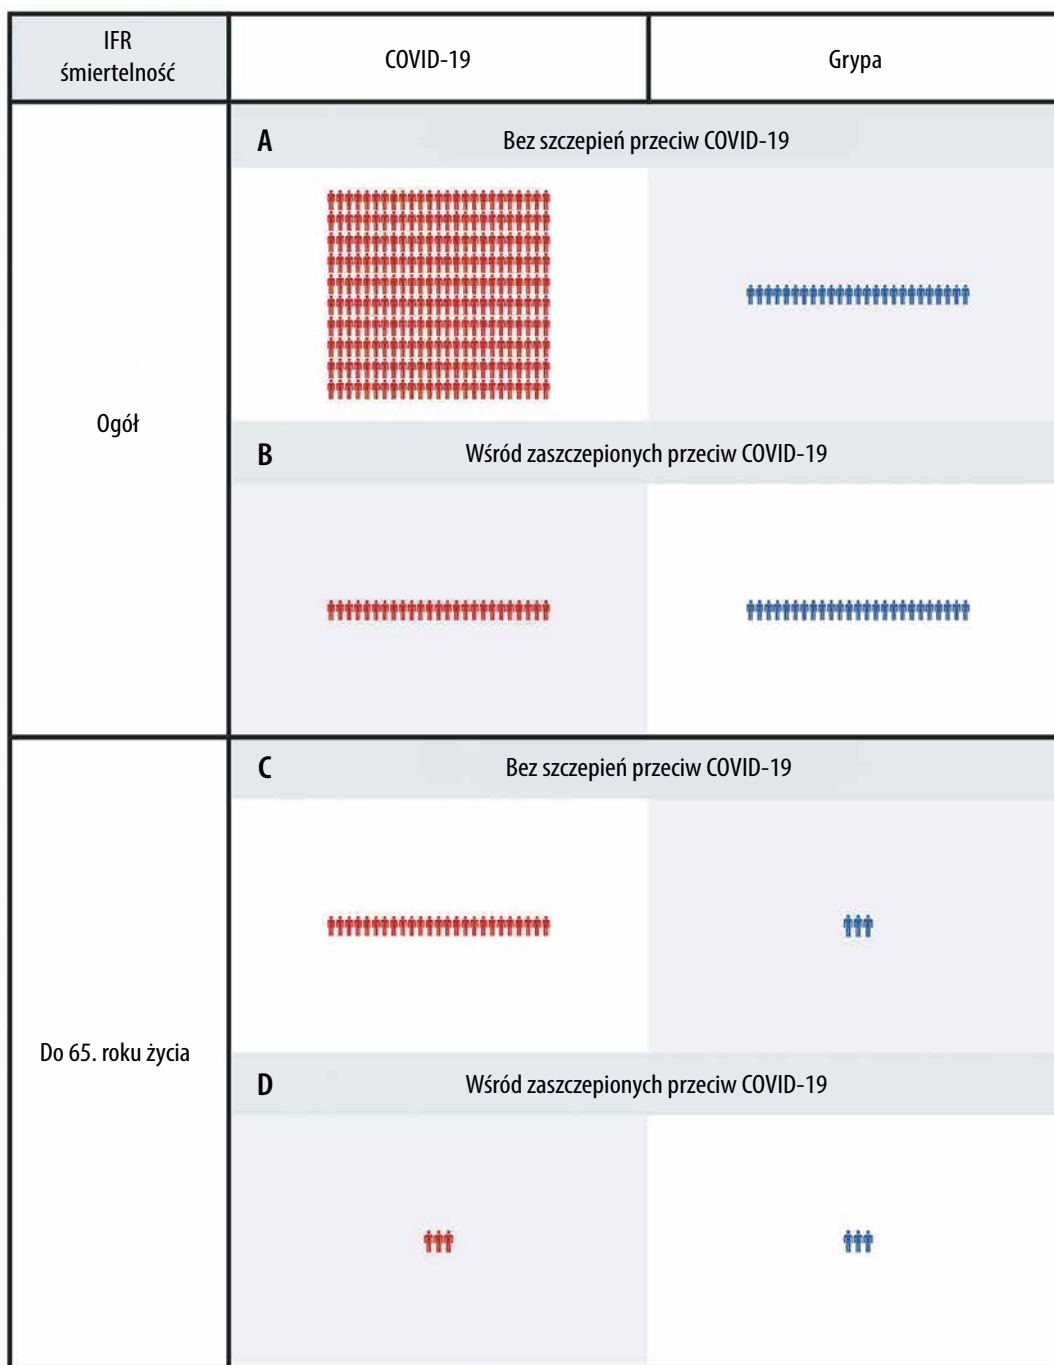 IFR
śmiertelność
COVID-19
Grypa
Ogół
A
Bez szczepień przeciw COVID-19
B
Wśród zaszczepionych przeciw COVID-19
Do 65. roku życia
C
Bez szczepień przeciw COVID-19
D
Wśród zaszczepionych przeciw COVID-19